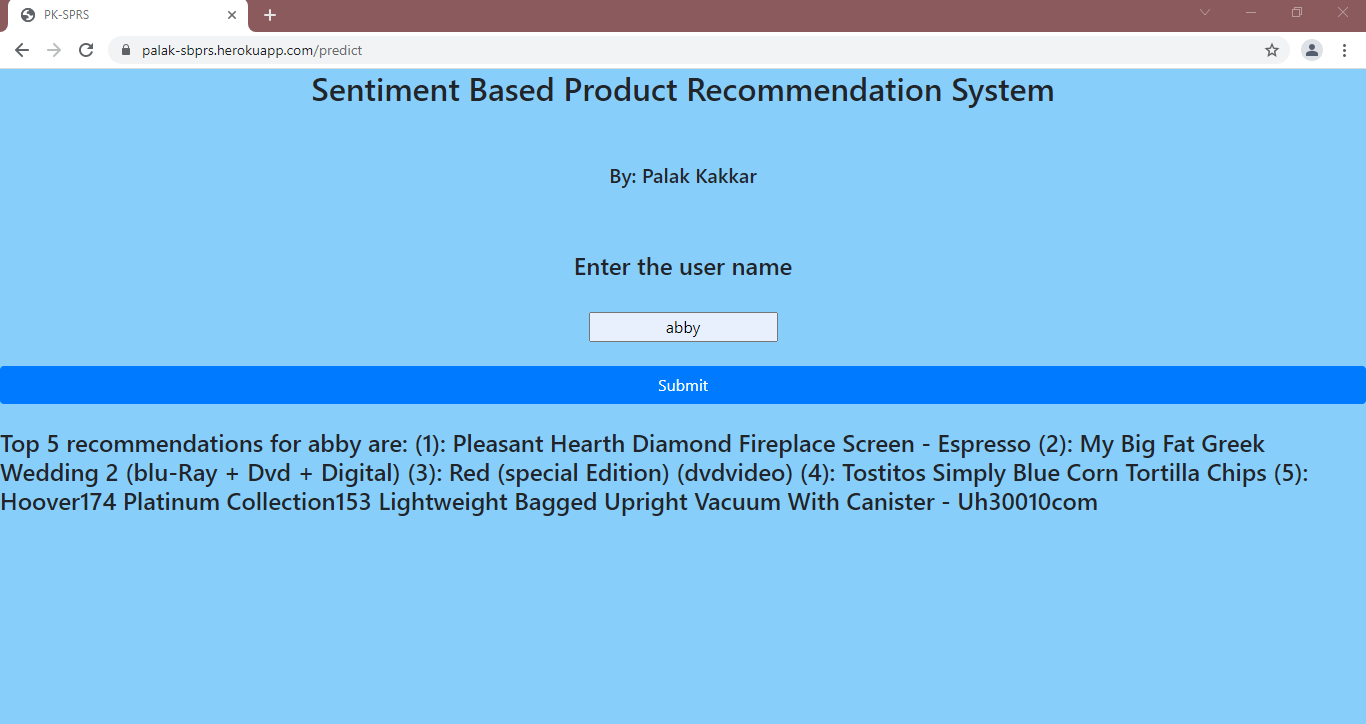 PK-SPRS
palak-sbprs.herokuapp.com/predict
Sentiment Based Product Recommendation System
By: Palak Kakkar
Enter the user name
abby
Submit
Top 5 recommendations for abby are: (1): Pleasant Hearth Diamond Fireplace Screen - Espresso (2): My Big Fat Greek
Wedding 2 (blu-Ray + Dvd + Digital) (3): Red (special Edition) (dvdvideo) (4): Tostitos Simply Blue Corn Tortilla Chips (5):
Hoover174 Platinum Collection153 Lightweight Bagged Upright Vacuum With Canister - Uh30010com